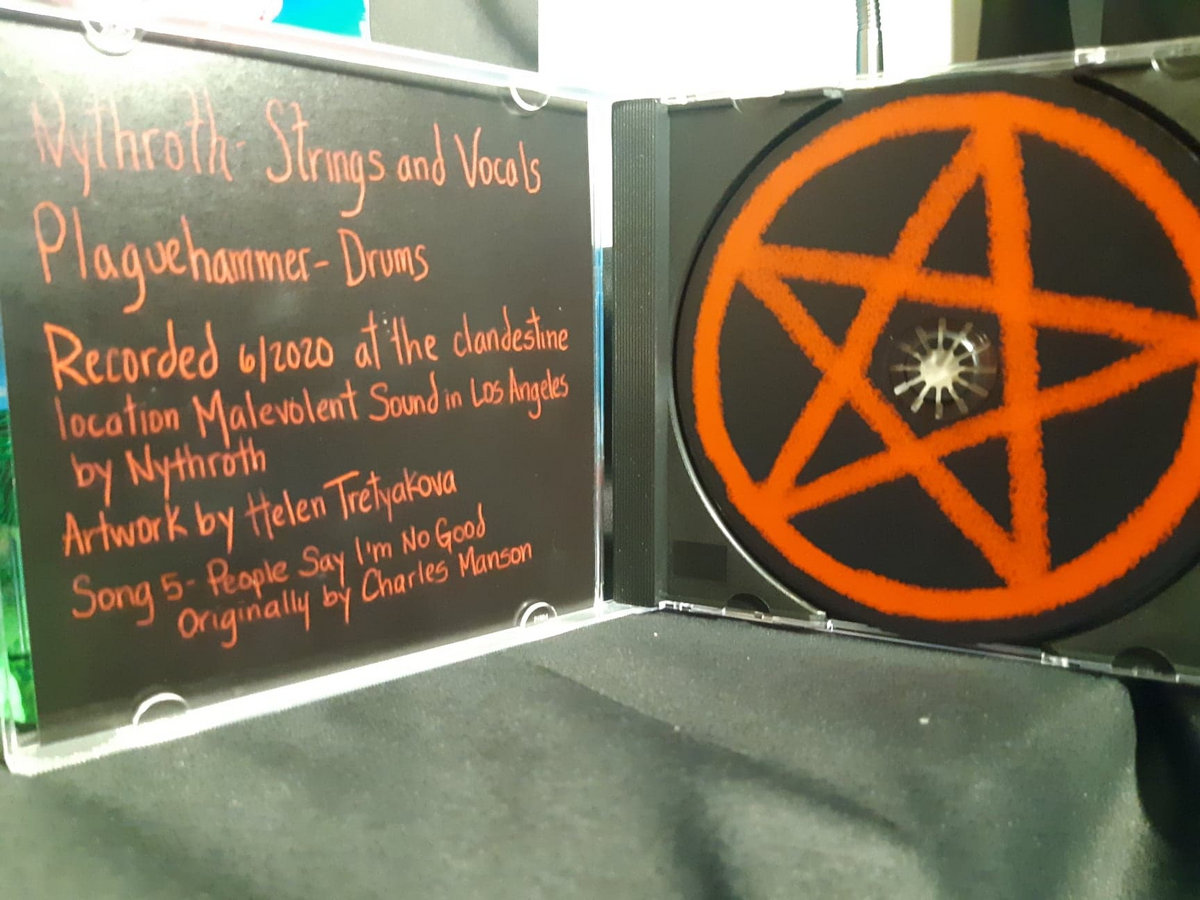 Nythroth- Strings and Vocals
Plaguehammer- Drums
Recorded 6/2020 at the clandestine
location Malevolent Sound in Los Angeles
by Nythroth
Artwork by Helen Tretyakova
Song 5- People Say I'm No Good
Originally by Charles Manson